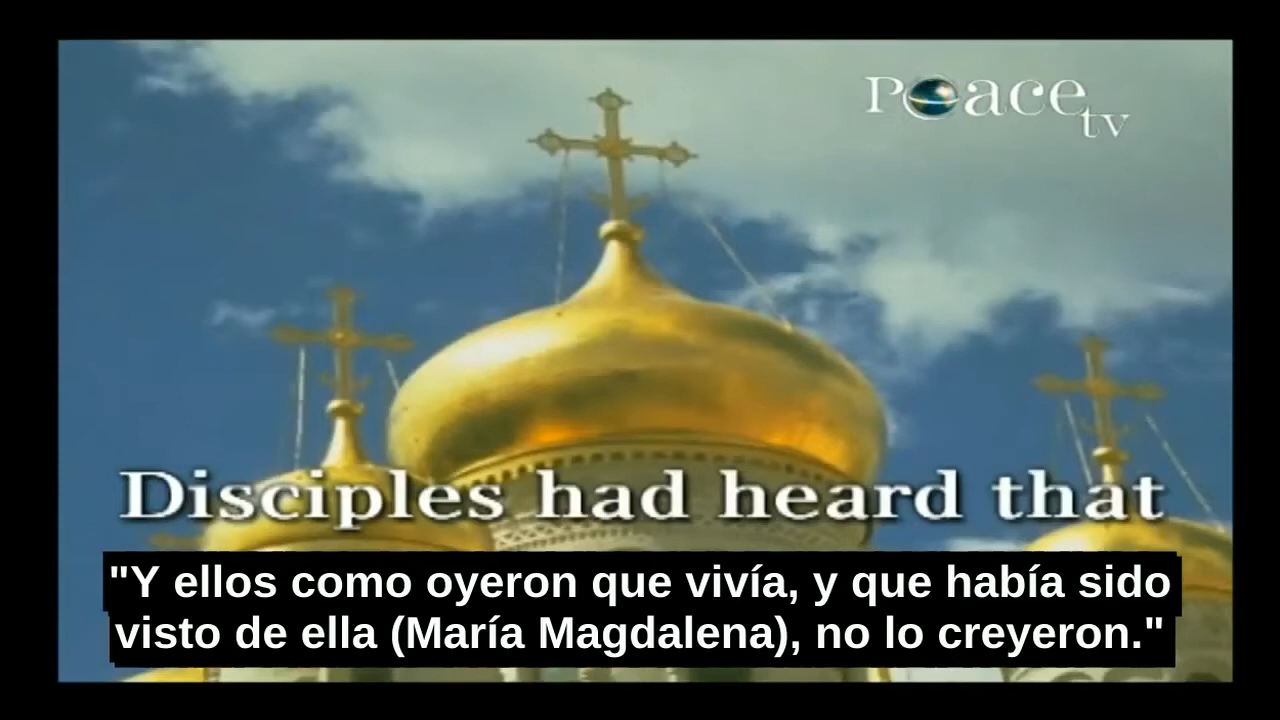 Peace
tv
Disciples had heard that
"Y ellos como oyeron que vivía, y que había sido
visto de ella (María Magdalena), no lo creyeron."